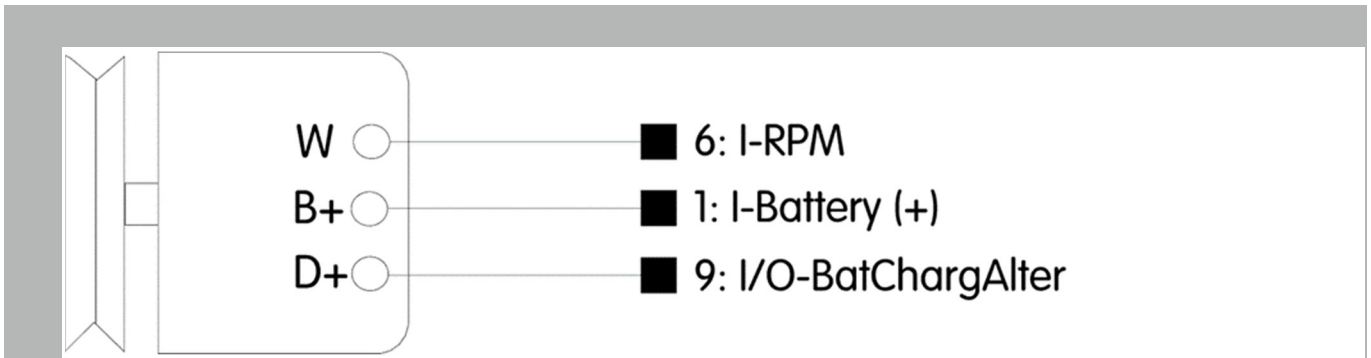 W 6: I-RPM
B+ 1: I-Battery (+)
D+ 9: I/O-BatChargAlter